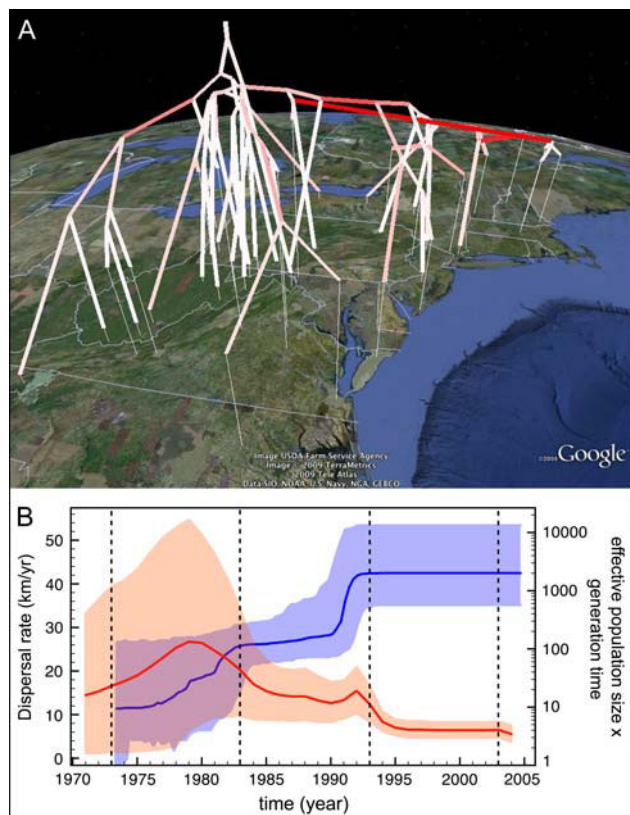 A
Image USDA Farm Service Agency
Image © 2009 TerraMetrics
2009 Tele Atlas
Data SIO, NOAA, U.S. Navy, NGA, GEBCO
©2009 Google
B
Dispersal rate (km/yr)
50
40
30
20
10
0
10000
1000
100
10
1
effective population size x
generation time
1970 1975 1980 1985 1990 1995 2000 2005
time (year)